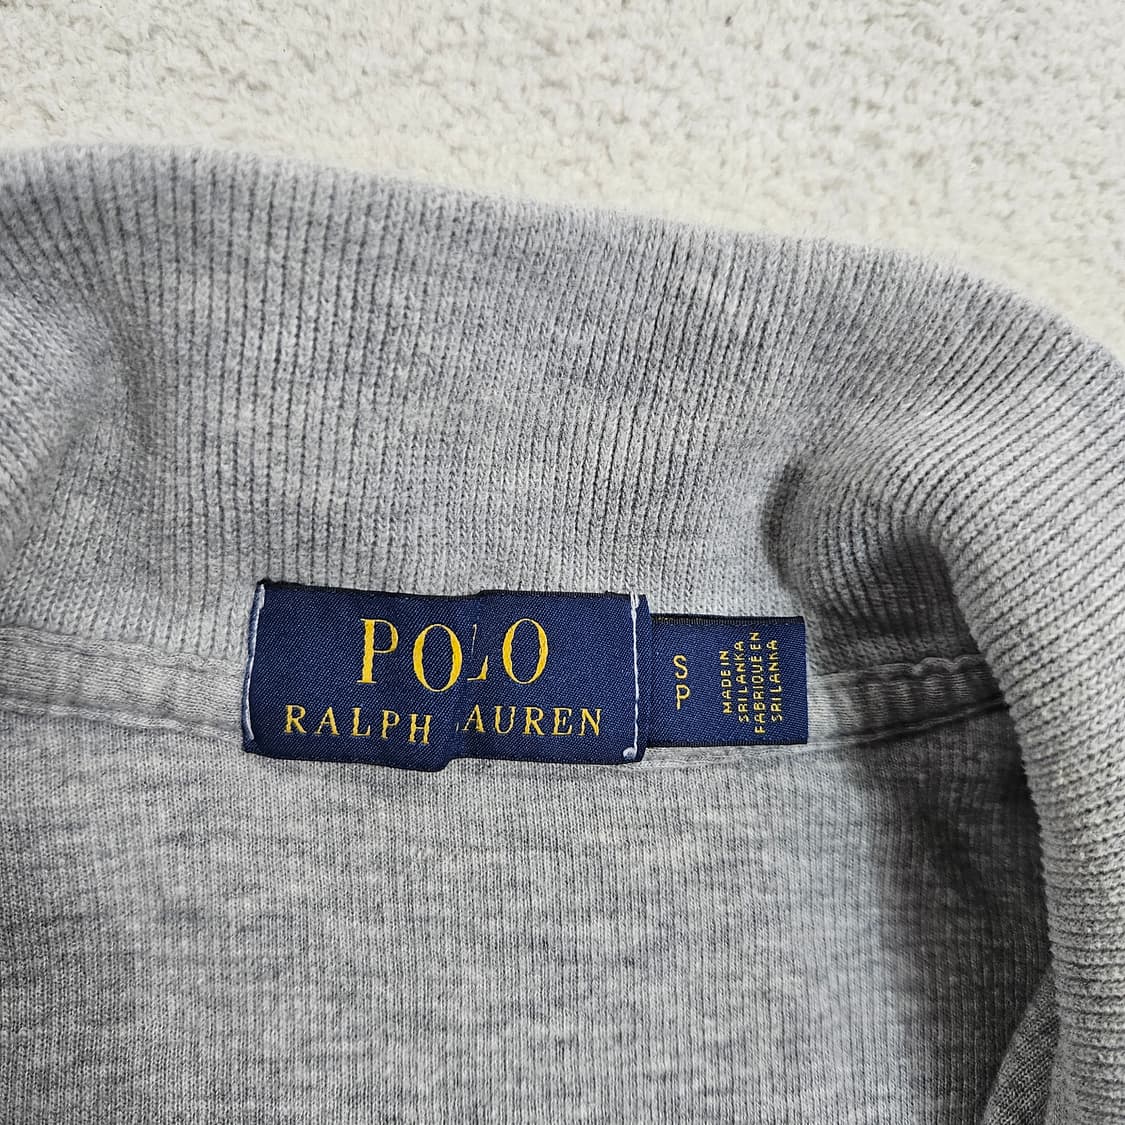 POLO
RALPH LAUREN
S
P
MADE IN
SRI LANKA
FABRIQUÉ EN
SRI LANKA